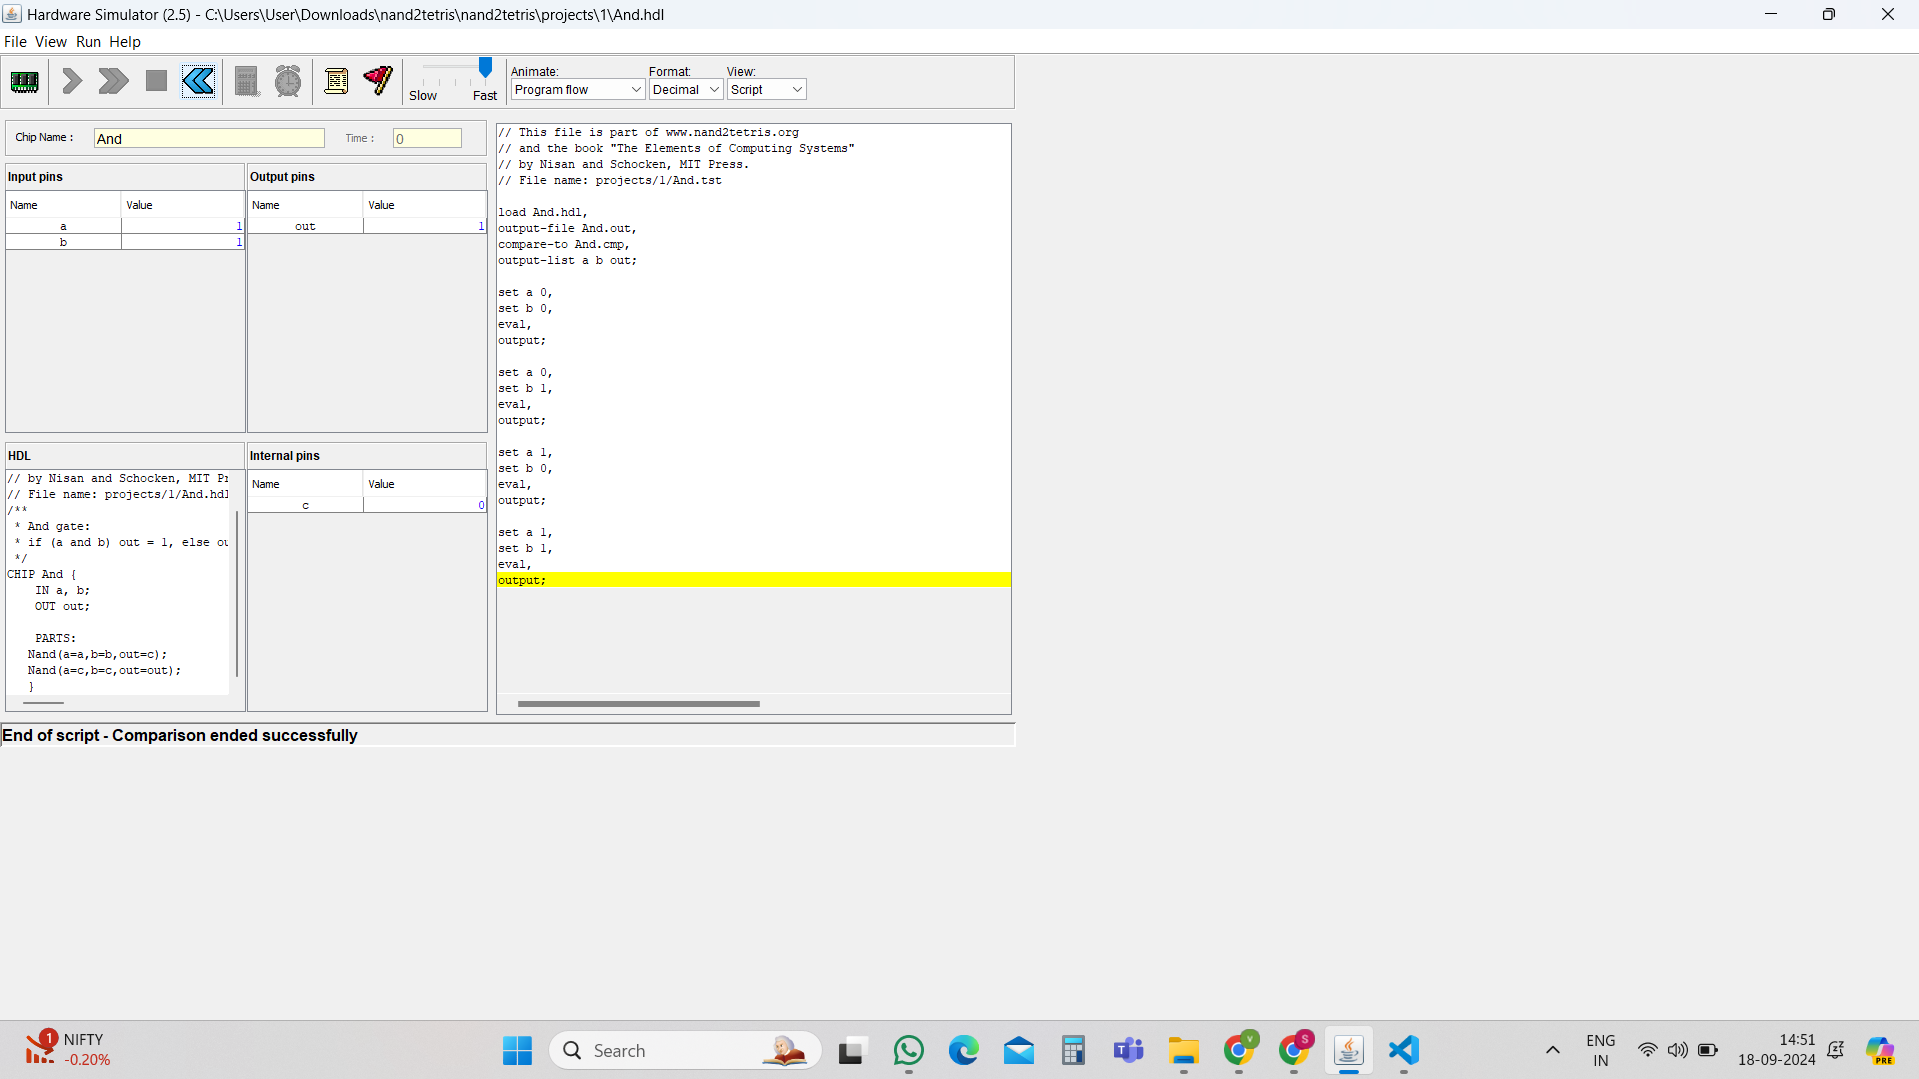 Hardware Simulator (2.5) - C:\Users\User\Downloads\nand2tetris\nand2tetris\projects\1\And.hdl
File View Run Help
Slow Fast
Animate: Format: View:
Program flow Decimal Script
Chip Name : And Time : 0
Input pins
Name Value
a 1
b 1
Output pins
Name Value
out 1
HDL
// by Nisan and Schocken, MIT Pr
// File name: projects/1/And.hdl
/**
* And gate:
* if (a and b) out = 1, else ou
*/
CHIP And {
IN a, b;
OUT out;
PARTS:
Nand(a=a,b=b,out=c);
Nand(a=c,b=c,out=out);
}
Internal pins
Name Value
c 0
// This file is part of www.nand2tetris.org
// and the book "The Elements of Computing Systems"
// by Nisan and Schocken, MIT Press.
// File name: projects/1/And.tst
load And.hdl,
output-file And.out,
compare-to And.cmp,
output-list a b out;
set a 0,
set b 0,
eval,
output;
set a 0,
set b 1,
eval,
output;
set a 1,
set b 0,
eval,
output;
set a 1,
set b 1,
eval,
output;
End of script - Comparison ended successfully
1
NIFTY
-0.20%
Search
V
S
ENG
IN
14:51
18-09-2024
PRE